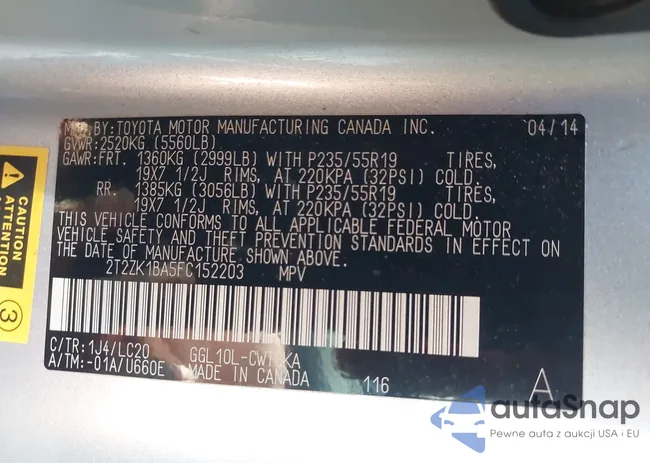 MFD. BY: TOYOTA MOTOR MANUFACTURING CANADA INC. 04/14
GVWR: 2520KG (5560LB)
GAWR: FRT. 1360KG (2999LB) WITH P235/55R19 TIRES,
19X7 1/2J RIMS, AT 220KPA (32PSI) COLD.
RR. 1385KG (3056LB) WITH P235/55R19 TIRES,
19X7 1/2J RIMS, AT 220KPA (32PSI) COLD.
THIS VEHICLE CONFORMS TO ALL APPLICABLE FEDERAL MOTOR
VEHICLE SAFETY AND THEFT PREVENTION STANDARDS IN EFFECT ON
THE DATE OF MANUFACTURE SHOWN ABOVE.
2T2ZK1BA5FC152203 MPV
C/TR: 1J4/LC20
A/TM: -01A/U660E
MADE IN CANADA
116
A
CAUTION
ATTENTION
3
autoSnap
Pewne auta z aukcji USA i EU